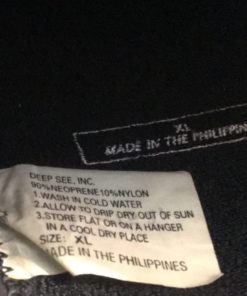 XL
MADE IN THE PHILIPPIN
DEEP SEE, INC.
90%NEOPRENE10%NYLON
1.WASH IN COLD WATER
2.ALLOW TO DRIP DRY OUT OF SUN
3.STORE FLAT OR ON A HANGER
IN A COOL DRY PLACE
SIZE: XL
MADE IN THE PHILIPPINES